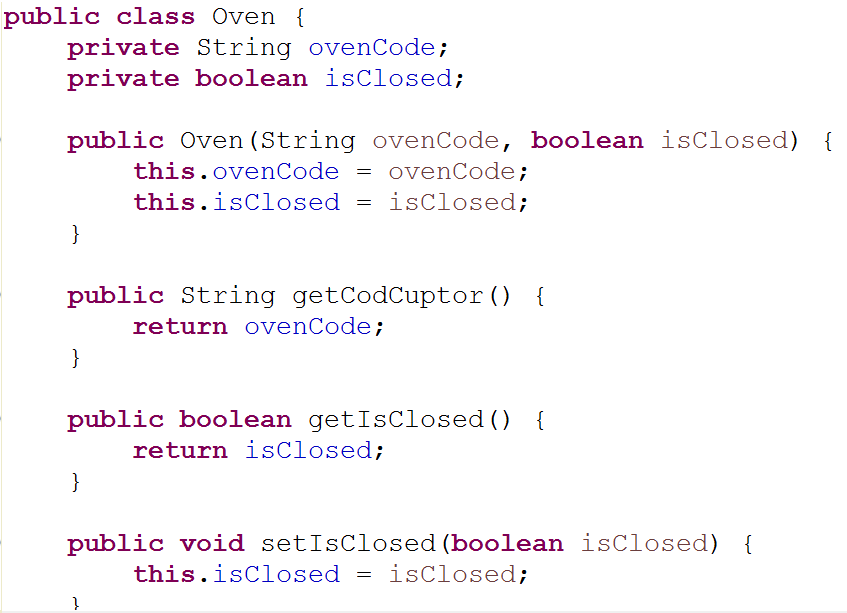 public class Oven {
    private String ovenCode;
    private boolean isClosed;

    public Oven(String ovenCode, boolean isClosed) {
        this.ovenCode = ovenCode;
        this.isClosed = isClosed;
    }

    public String getCodCuptor() {
        return ovenCode;
    }

    public boolean getIsClosed() {
        return isClosed;
    }

    public void setIsClosed(boolean isClosed) {
        this.isClosed = isClosed;
    }